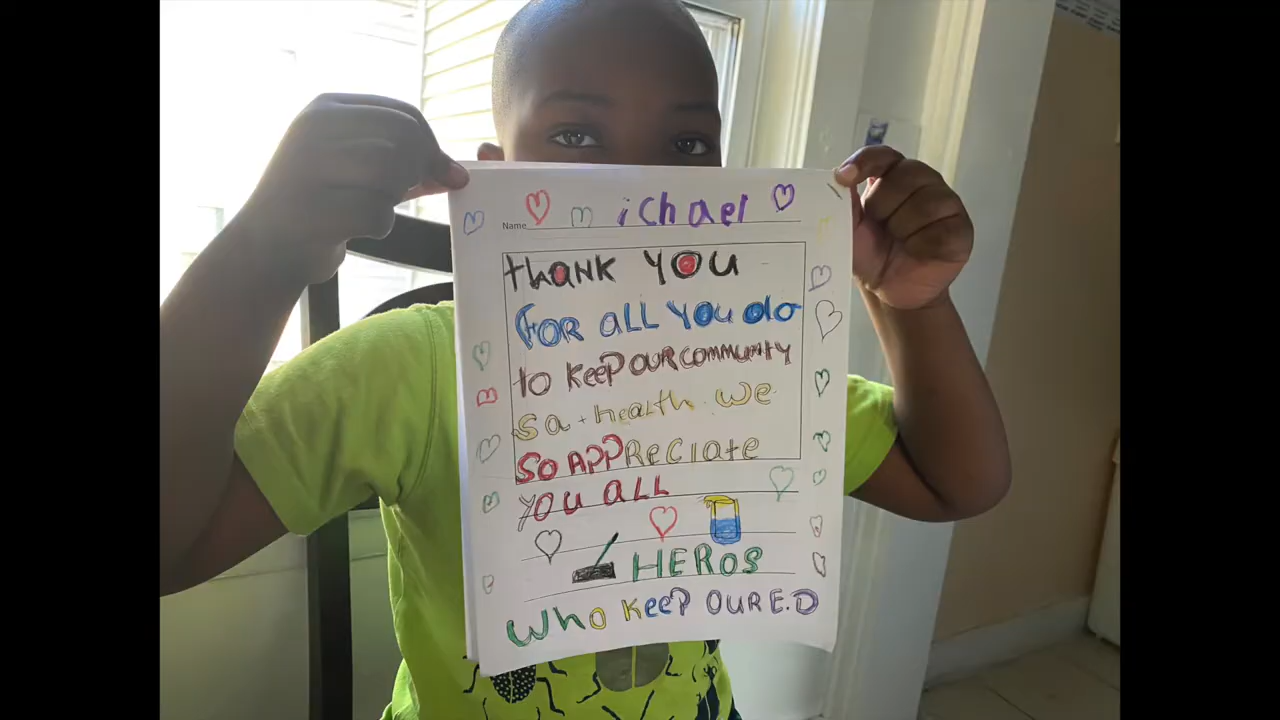 Name ichael
thANK YOU
FOR all YOU do
to KeeP OUR COMMUNITY
Sa + health. We
SO APPReCIate
YOU ALL
HEROS
Who Keep OUR E.D